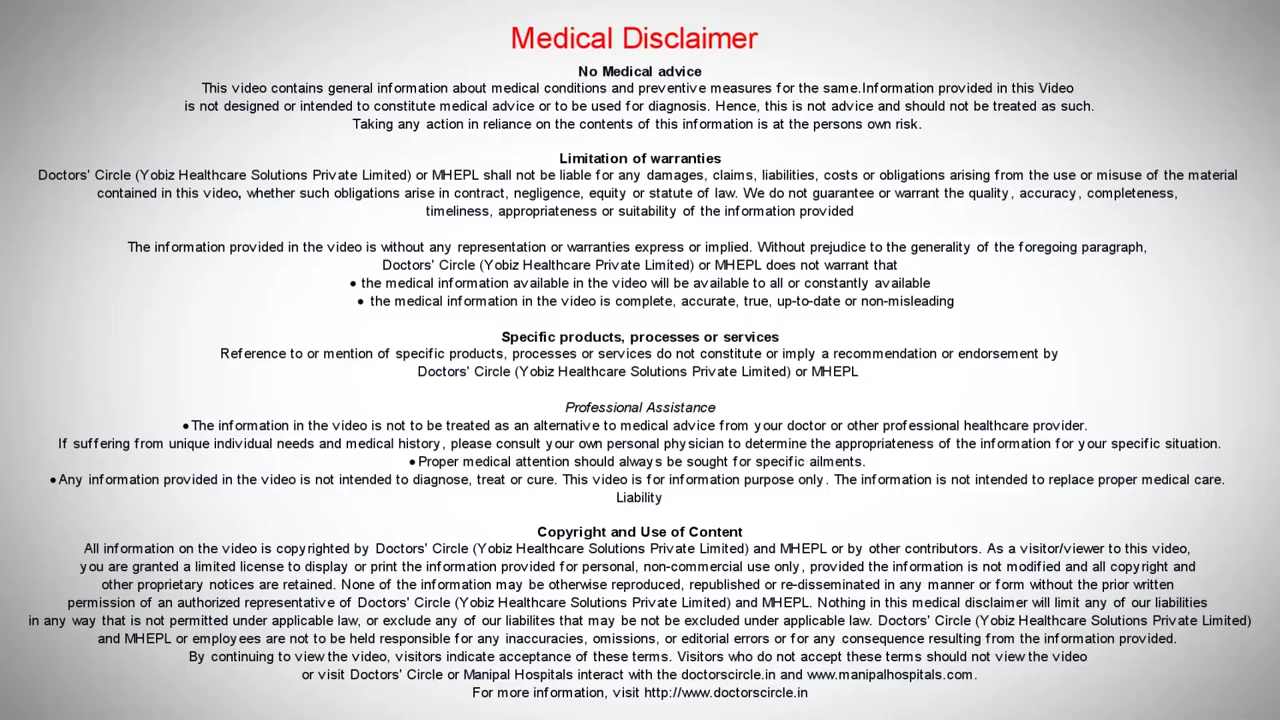 Medical Disclaimer
No Medical advice
This video contains general information about medical conditions and preventive measures for the same.Information provided in this Video
is not designed or intended to constitute medical advice or to be used for diagnosis. Hence, this is not advice and should not be treated as such.
Taking any action in reliance on the contents of this information is at the persons own risk.
Limitation of warranties
Doctors' Circle (Yobiz Healthcare Solutions Private Limited) or MHEPL shall not be liable for any damages, claims, liabilities, costs or obligations arising from the use or misuse of the material
contained in this video, whether such obligations arise in contract, negligence, equity or statute of law. We do not guarantee or warrant the quality, accuracy, completeness,
timeliness, appropriateness or suitability of the information provided
The information provided in the video is without any representation or warranties express or implied. Without prejudice to the generality of the foregoing paragraph,
Doctors' Circle (Yobiz Healthcare Private Limited) or MHEPL does not warrant that
• the medical information available in the video will be available to all or constantly available
• the medical information in the video is complete, accurate, true, up-to-date or non-misleading
Specific products, processes or services
Reference to or mention of specific products, processes or services do not constitute or imply a recommendation or endorsement by
Doctors' Circle (Yobiz Healthcare Solutions Private Limited) or MHEPL
Professional Assistance
•The information in the video is not to be treated as an alternative to medical advice from your doctor or other professional healthcare provider.
If suffering from unique individual needs and medical history, please consult your own personal physician to determine the appropriateness of the information for your specific situation.
•Proper medical attention should always be sought for specific ailments.
•Any information provided in the video is not intended to diagnose, treat or cure. This video is for information purpose only. The information is not intended to replace proper medical care.
Liability
Copyright and Use of Content
All information on the video is copyrighted by Doctors' Circle (Yobiz Healthcare Solutions Private Limited) and MHEPL or by other contributors. As a visitor/viewer to this video,
you are granted a limited license to display or print the information provided for personal, non-commercial use only, provided the information is not modified and all copyright and
other proprietary notices are retained. None of the information may be otherwise reproduced, republished or re-disseminated in any manner or form without the prior written
permission of an authorized representative of Doctors' Circle (Yobiz Healthcare Solutions Private Limited) and MHEPL. Nothing in this medical disclaimer will limit any of our liabilities
in any way that is not permitted under applicable law, or exclude any of our liabilites that may be not be excluded under applicable law. Doctors' Circle (Yobiz Healthcare Solutions Private Limited)
and MHEPL or employees are not to be held responsible for any inaccuracies, omissions, or editorial errors or for any consequence resulting from the information provided.
By continuing to view the video, visitors indicate acceptance of these terms. Visitors who do not accept these terms should not view the video
or visit Doctors' Circle or Manipal Hospitals interact with the doctorscircle.in and www.manipalhospitals.com.
For more information, visit http://www.doctorscircle.in